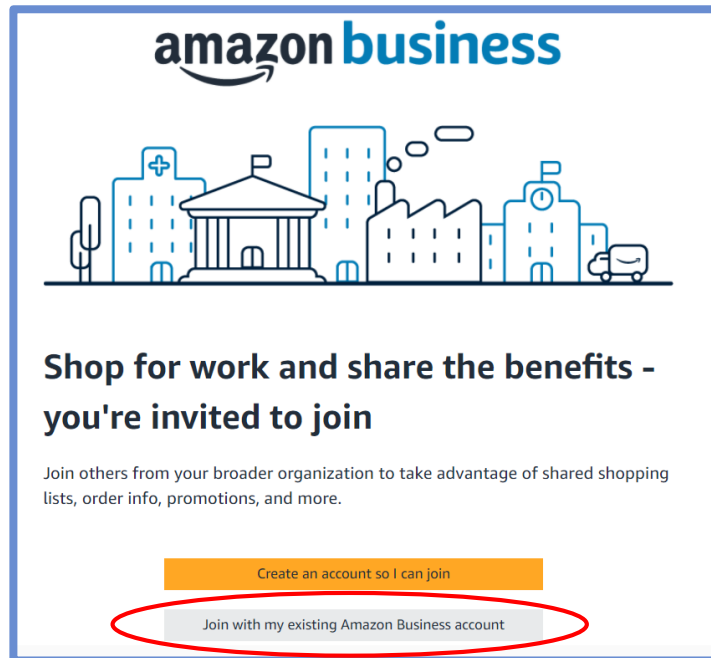 amazon business
Shop for work and share the benefits -
you're invited to join
Join others from your broader organization to take advantage of shared shopping
lists, order info, promotions, and more.
Create an account so I can join
Join with my existing Amazon Business account